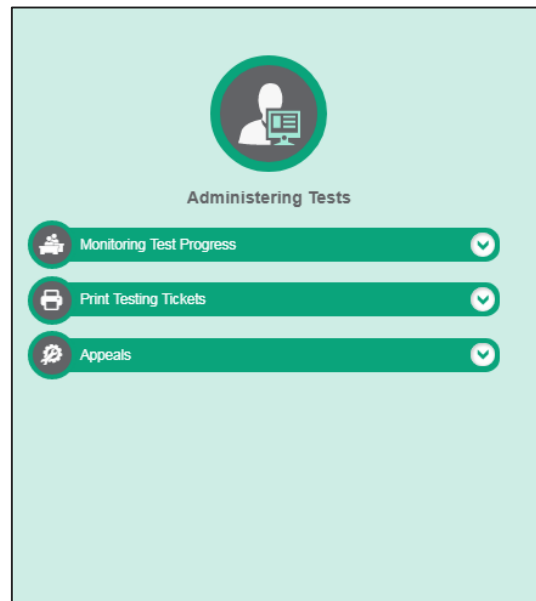 Administering Tests
Monitoring Test Progress
Print Testing Tickets
Appeals